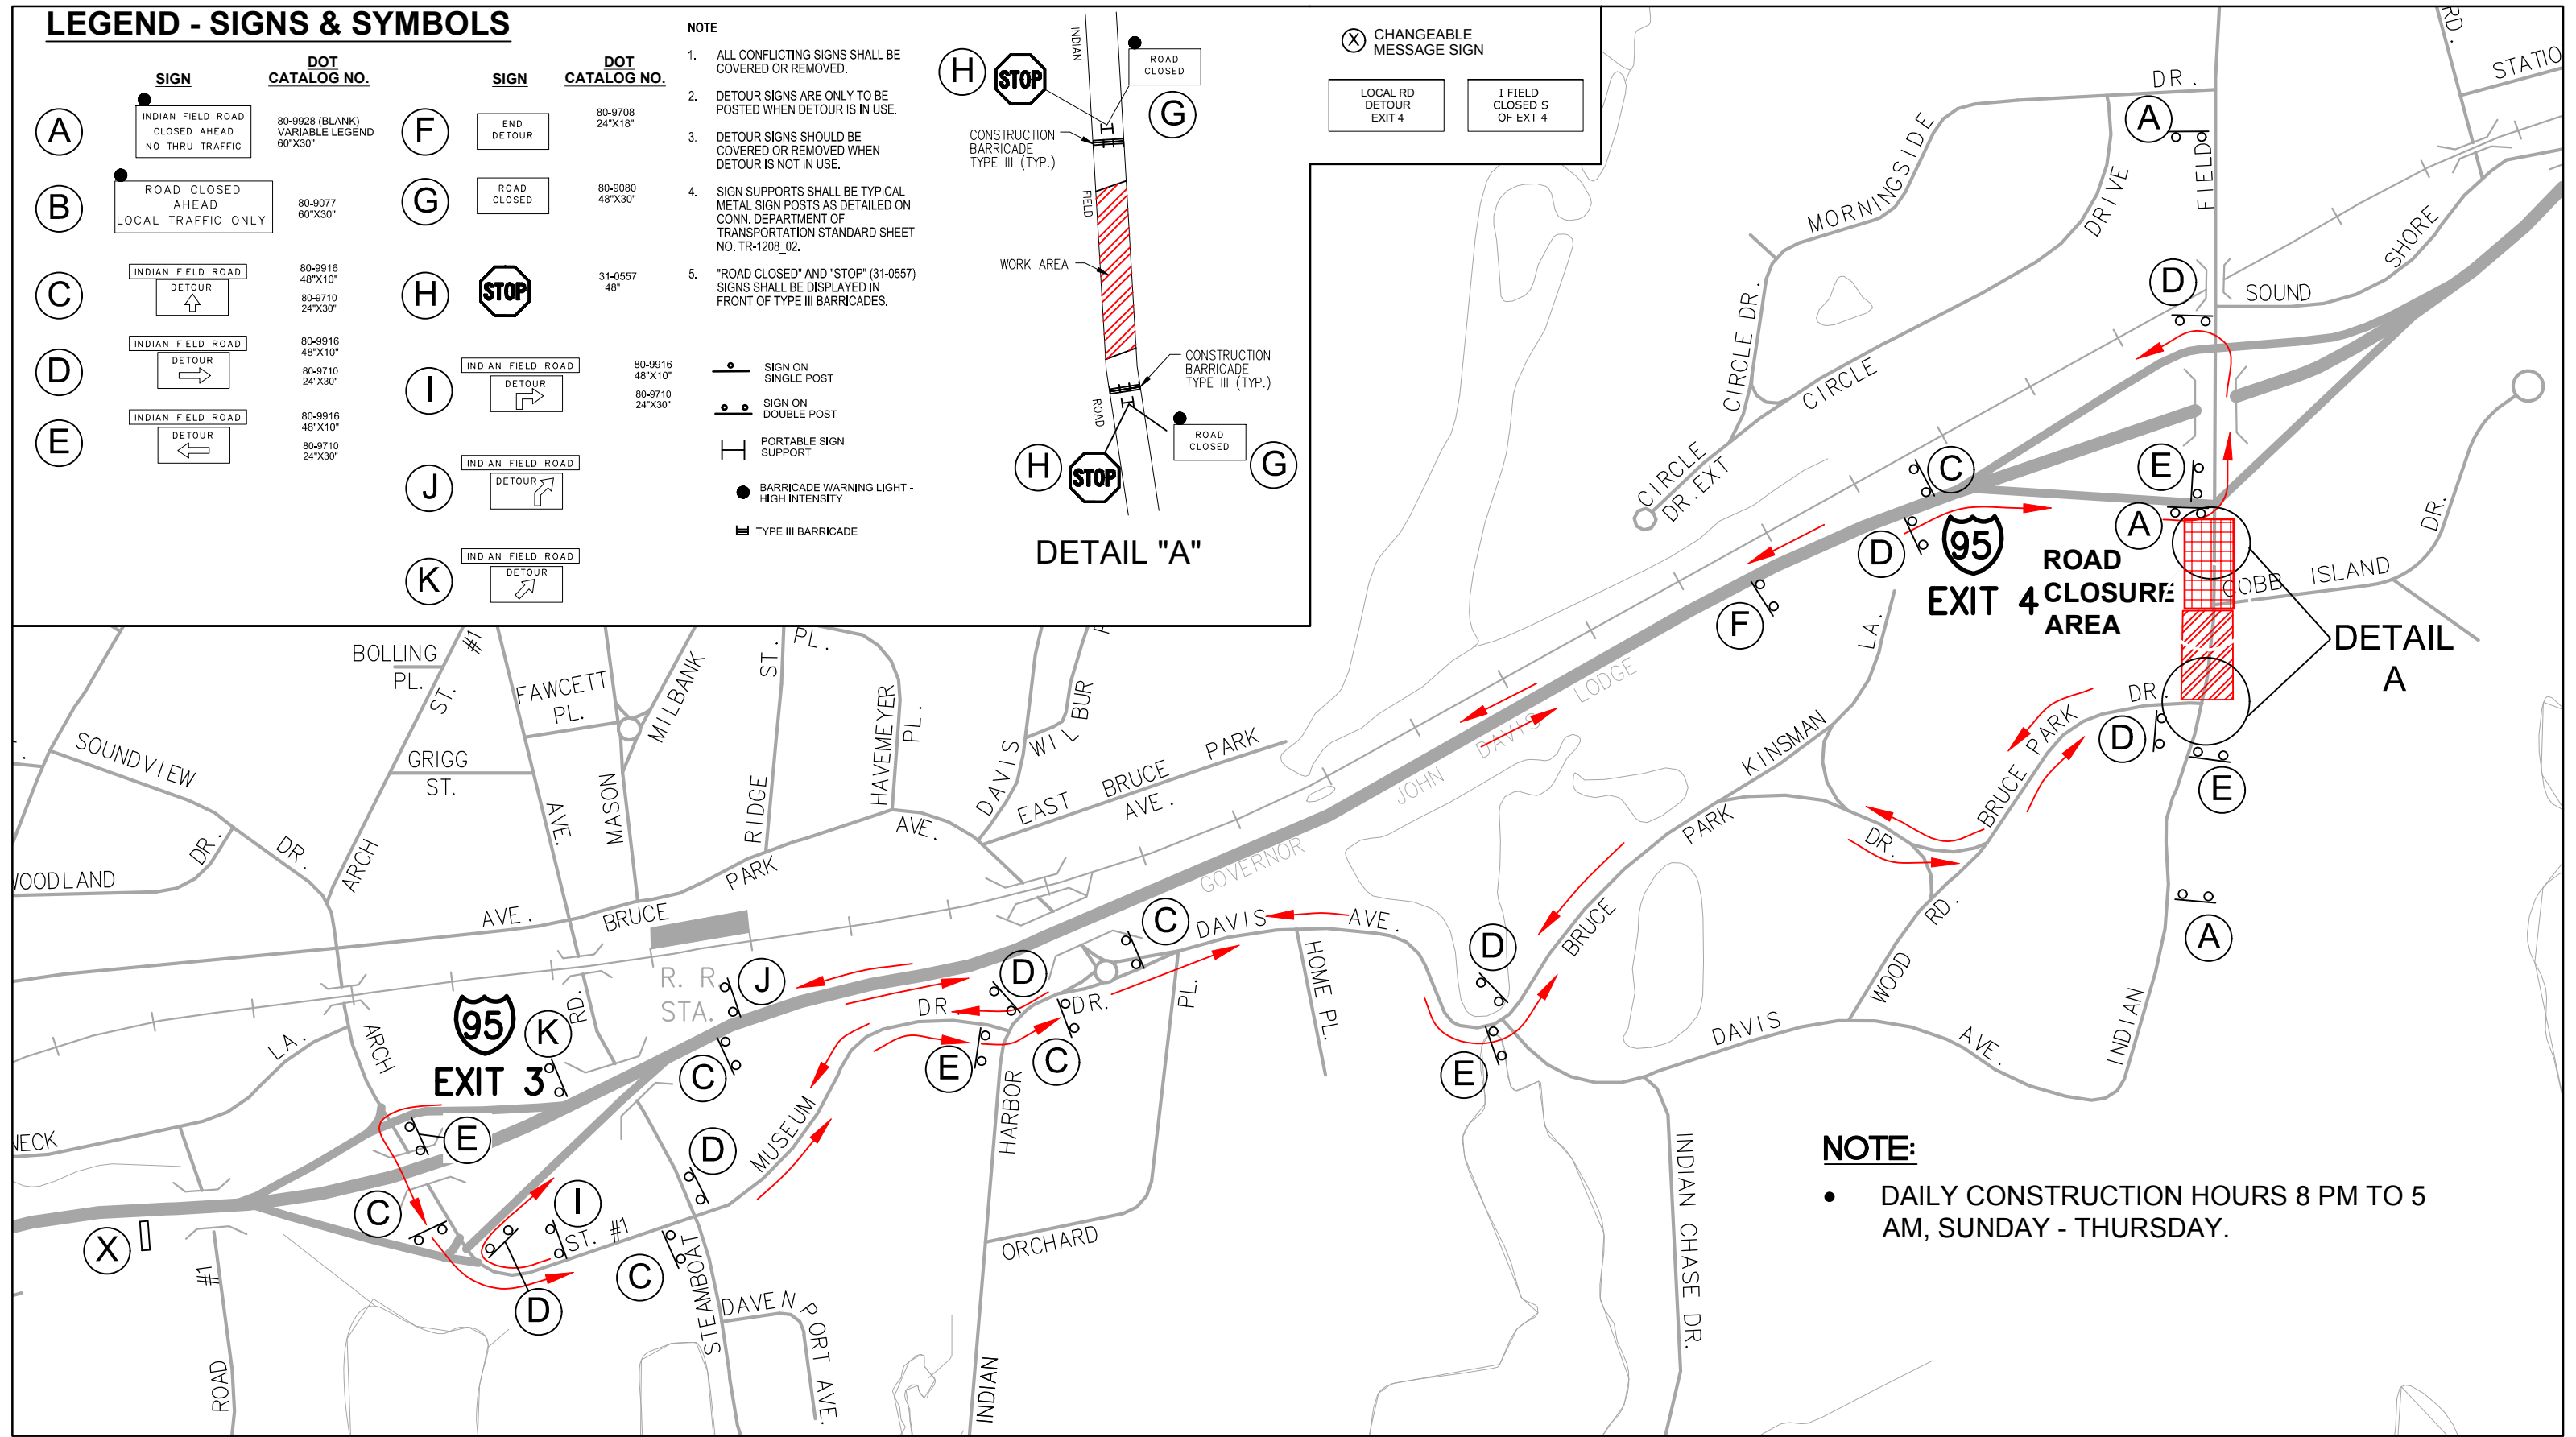 LEGEND - SIGNS & SYMBOLS
SIGN
DOT
CATALOG NO.
A
INDIAN FIELD ROAD
CLOSED AHEAD
NO THRU TRAFFIC
80-9928 (BLANK)
VARIABLE LEGEND
60"X30"
B
ROAD CLOSED
AHEAD
LOCAL TRAFFIC ONLY
80-9077
60"X30"
C
INDIAN FIELD ROAD
DETOUR
80-9916
48"X10"
80-9710
24"X30"
D
INDIAN FIELD ROAD
DETOUR
80-9916
48"X10"
80-9710
24"X30"
E
INDIAN FIELD ROAD
DETOUR
80-9916
48"X10"
80-9710
24"X30"
SIGN
DOT
CATALOG NO.
F
END
DETOUR
80-9708
24"X18"
G
ROAD
CLOSED
80-9080
48"X30"
H
STOP
31-0557
48"
I
INDIAN FIELD ROAD
DETOUR
80-9916
48"X10"
80-9710
24"X30"
J
INDIAN FIELD ROAD
DETOUR
K
INDIAN FIELD ROAD
DETOUR
NOTE
1. ALL CONFLICTING SIGNS SHALL BE
COVERED OR REMOVED.
2. DETOUR SIGNS ARE ONLY TO BE
POSTED WHEN DETOUR IS IN USE.
3. DETOUR SIGNS SHOULD BE
COVERED OR REMOVED WHEN
DETOUR IS NOT IN USE.
4. SIGN SUPPORTS SHALL BE TYPICAL
METAL SIGN POSTS AS DETAILED ON
CONN. DEPARTMENT OF
TRANSPORTATION STANDARD SHEET
NO. TR-1208_02.
5. "ROAD CLOSED" AND "STOP" (31-0557)
SIGNS SHALL BE DISPLAYED IN
FRONT OF TYPE III BARRICADES.
SIGN ON
SINGLE POST
SIGN ON
DOUBLE POST
PORTABLE SIGN
SUPPORT
BARRICADE WARNING LIGHT -
HIGH INTENSITY
TYPE III BARRICADE
INDIAN
FIELD
ROAD
H
STOP
ROAD
CLOSED
G
CONSTRUCTION
BARRICADE
TYPE III (TYP.)
WORK AREA
CONSTRUCTION
BARRICADE
TYPE III (TYP.)
H
STOP
ROAD
CLOSED
G
DETAIL "A"
X
CHANGEABLE
MESSAGE SIGN
LOCAL RD
DETOUR
EXIT 4
I FIELD
CLOSED S
OF EXT 4
RD.
STATIO
DR.
A
FIELD
MORNINGSIDE
DRIVE
SHORE
D
SOUND
CIRCLE DR.
CIRCLE
CIRCLE
DR.EXT
C
E
D
A
95
EXIT 4
ROAD
CLOSURE
AREA
COBB ISLAND
DR.
F
DETAIL
A
LA.
DR.
D
E
BOLLING
PL.
ST.
#1
FAWCETT
PL.
MILBANK
ST.
PL.
HAVEMEYER
PL.
DAVIS
WILBUR
SOUNDVIEW
DR.
GRIGG
ST.
AVE.
MASON
RIDGE
EAST BRUCE PARK
AVE.
JOHN DAVIS LODGE
GOVERNOR
KINSMAN
BRUCE PARK
DR.
WOODLAND
DR.
ARCH
AVE.
BRUCE
PARK
AVE.
DAVIS
AVE.
C
HOME PL.
PL.
D
BRUCE
PARK
E
WOOD
RD.
A
INDIAN
DAVIS
AVE.
R. R.
STA.
J
D
DR.
DR.
C
E
C
95
EXIT 3
K
RD.
LA.
ARCH
NECK
E
C
I
D
MUSEUM
HARBOR
X
#1
ROAD
ST. #1
D
C
STEAMBOAT
DAVENPORT AVE.
ORCHARD
INDIAN
INDIAN CHASE DR.
NOTE:
• DAILY CONSTRUCTION HOURS 8 PM TO 5
AM, SUNDAY - THURSDAY.